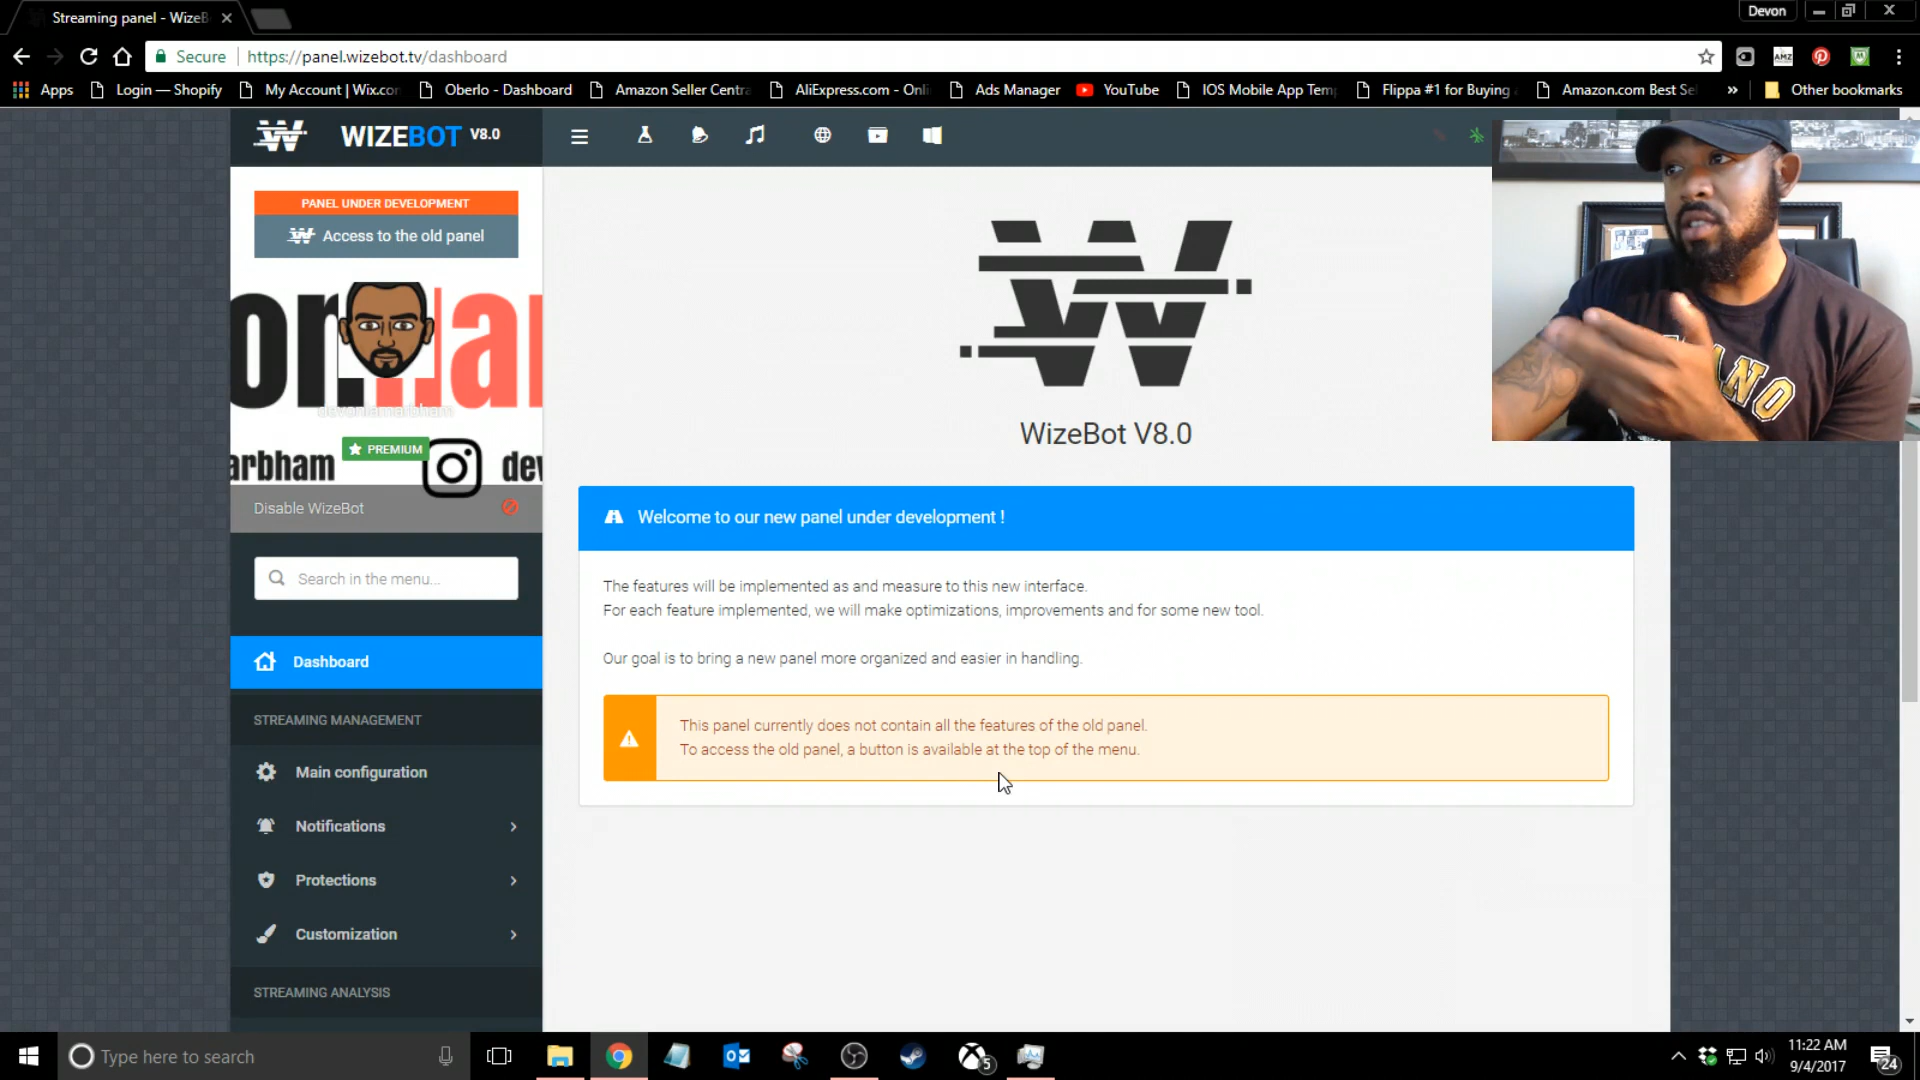 Streaming panel - WizeB
Devon
Secure
https://panel.wizebot.tv/dashboard
AMZ
Apps
Login — Shopify
My Account | Wix.co
Oberlo - Dashboard
Amazon Seller Centra
AliExpress.com - Onli
Ads Manager
YouTube
IOS Mobile App Tem
Flippa #1 for Buying
Amazon.com Best Se
»
Other bookmarks
WIZEBOT V8.0
PANEL UNDER DEVELOPMENT
Access to the old panel
devoniamarbham
PREMIUM
arbham
dev
Disable WizeBot
Search in the menu...
Dashboard
STREAMING MANAGEMENT
Main configuration
Notifications
Protections
Customization
STREAMING ANALYSIS
WizeBot V8.0
Welcome to our new panel under development !
The features will be implemented as and measure to this new interface.
For each feature implemented, we will make optimizations, improvements and for some new tool.
Our goal is to bring a new panel more organized and easier in handling.
This panel currently does not contain all the features of the old panel.
To access the old panel, a button is available at the top of the menu.
Type here to search
5
11:22 AM
9/4/2017
24